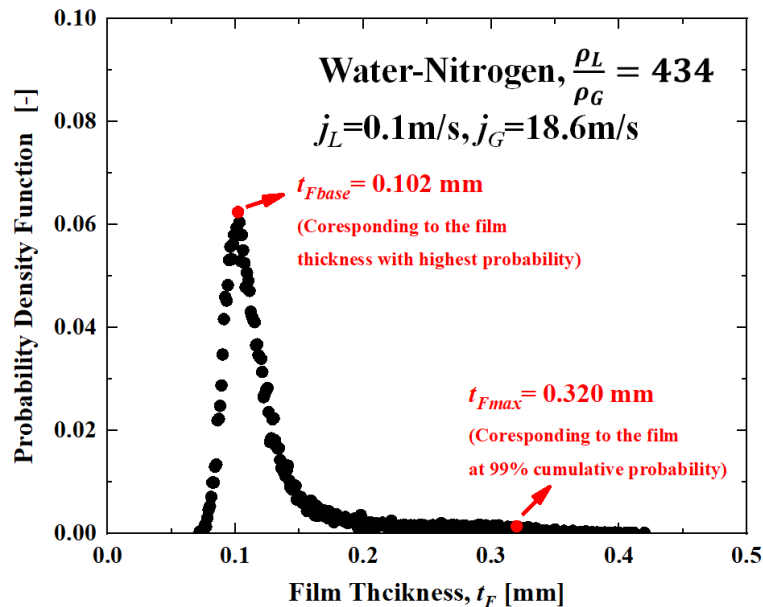 Water-Nitrogen, ρL/ρG = 434
jL=0.1m/s, jG=18.6m/s
tFbase= 0.102 mm
(Coresponding to the film
thickness with highest probability)
tFmax= 0.320 mm
(Coresponding to the film
at 99% cumulative probability)
Probability Density Function [-]
0.10
0.08
0.06
0.04
0.02
0.00
0.0 0.1 0.2 0.3 0.4 0.5
Film Thcikness, tF [mm]